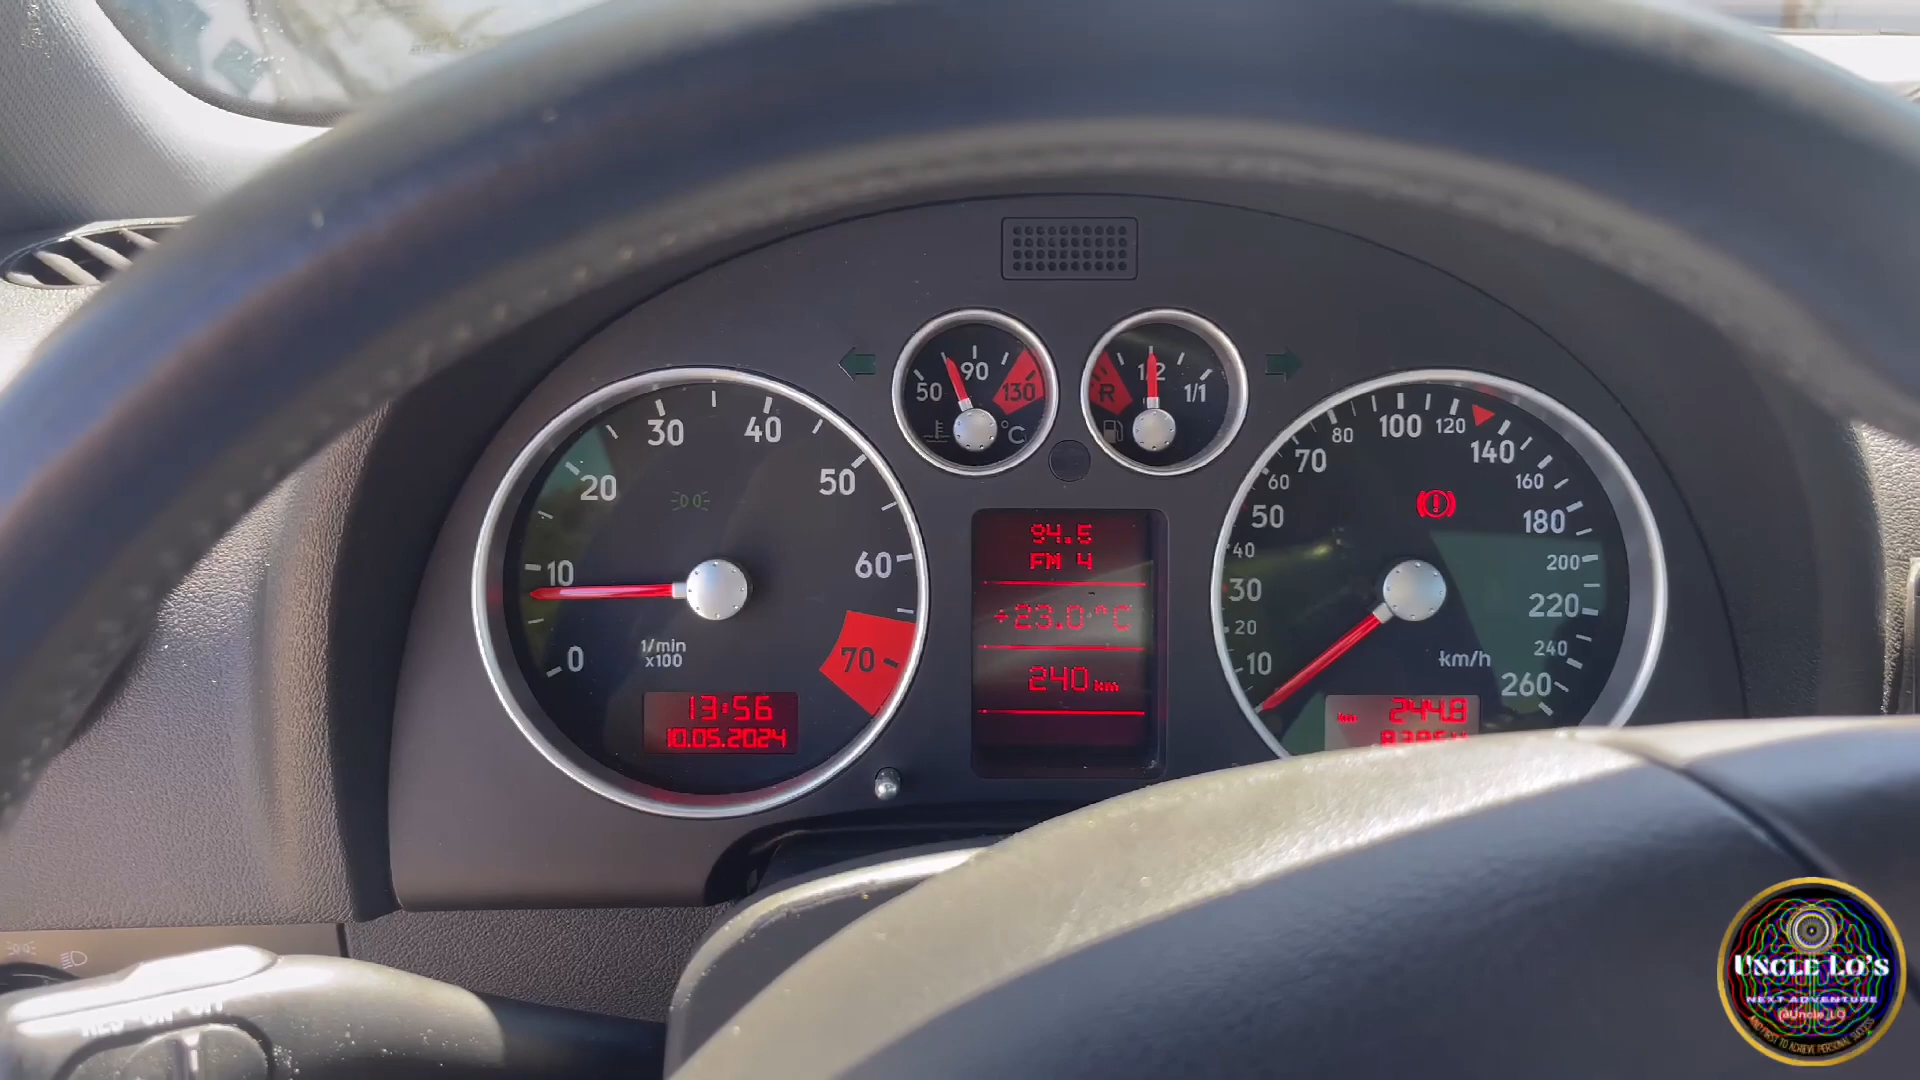 50
90
130
°C
R
1/2
1/1
0
10
20
30
40
50
60
70
1/min
x100
13:56
10.05.2024
94.5
FM 4
+23.0 °C
240 km
10
20
30
40
50
60
70
80
100
120
140
160
180
200
220
240
260
km/h
km 244.8
UNCLE LO'S
NEXT ADVENTURE
@Uncle_LO